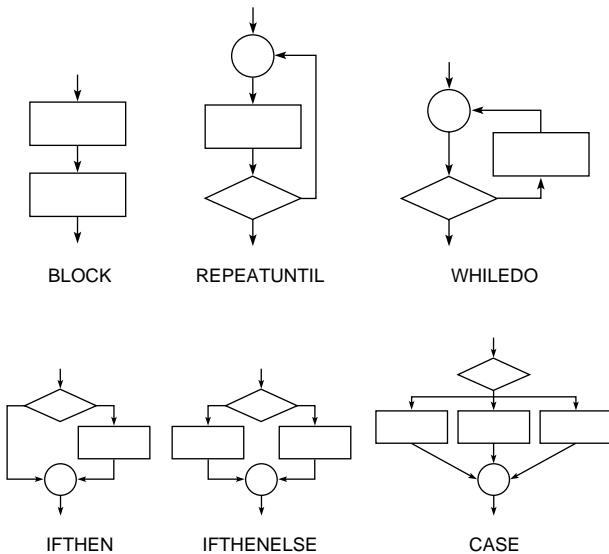 BLOCK
REPEATUNTIL
WHILEDO
IFTHEN
IFTHENELSE
CASE